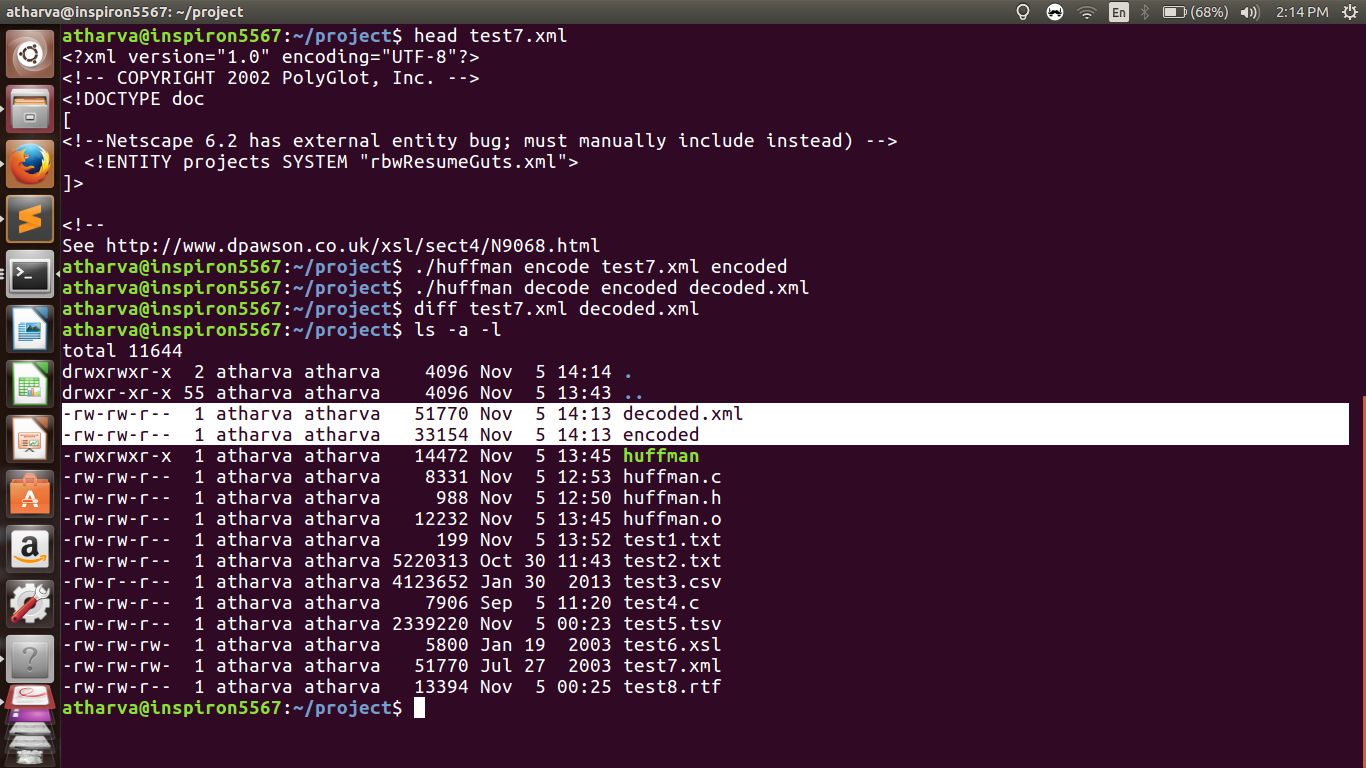 atharva@inspiron5567: ~/project
En
(68%)
2:14 PM
atharva@inspiron5567:~/project$ head test7.xml
<?xml version="1.0" encoding="UTF-8"?>
<!-- COPYRIGHT 2002 PolyGlot, Inc. -->
<!DOCTYPE doc
[
<!--Netscape 6.2 has external entity bug; must manually include instead) -->
  <!ENTITY projects SYSTEM "rbwResumeGuts.xml">
]>

<!--
See http://www.dpawson.co.uk/xsl/sect4/N9068.html
atharva@inspiron5567:~/project$ ./huffman encode test7.xml encoded
atharva@inspiron5567:~/project$ ./huffman decode encoded decoded.xml
atharva@inspiron5567:~/project$ diff test7.xml decoded.xml
atharva@inspiron5567:~/project$ ls -a -l
total 11644
drwxrwxr-x  2 atharva atharva    4096 Nov  5 14:14 .
drwxr-xr-x 55 atharva atharva    4096 Nov  5 13:43 ..
-rw-rw-r--  1 atharva atharva   51770 Nov  5 14:13 decoded.xml
-rw-rw-r--  1 atharva atharva   33154 Nov  5 14:13 encoded
-rwxrwxr-x  1 atharva atharva   14472 Nov  5 13:45 huffman
-rw-rw-r--  1 atharva atharva    8331 Nov  5 12:53 huffman.c
-rw-rw-r--  1 atharva atharva     988 Nov  5 12:50 huffman.h
-rw-rw-r--  1 atharva atharva   12232 Nov  5 13:45 huffman.o
-rw-rw-r--  1 atharva atharva     199 Nov  5 13:52 test1.txt
-rw-rw-r--  1 atharva atharva 5220313 Oct 30 11:43 test2.txt
-rw-r--r--  1 atharva atharva 4123652 Jan 30  2013 test3.csv
-rw-rw-r--  1 atharva atharva    7906 Sep  5 11:20 test4.c
-rw-rw-r--  1 atharva atharva 2339220 Nov  5 00:23 test5.tsv
-rw-rw-rw-  1 atharva atharva    5800 Jan 19  2003 test6.xsl
-rw-rw-rw-  1 atharva atharva   51770 Jul 27  2003 test7.xml
-rw-rw-r--  1 atharva atharva   13394 Nov  5 00:25 test8.rtf
atharva@inspiron5567:~/project$